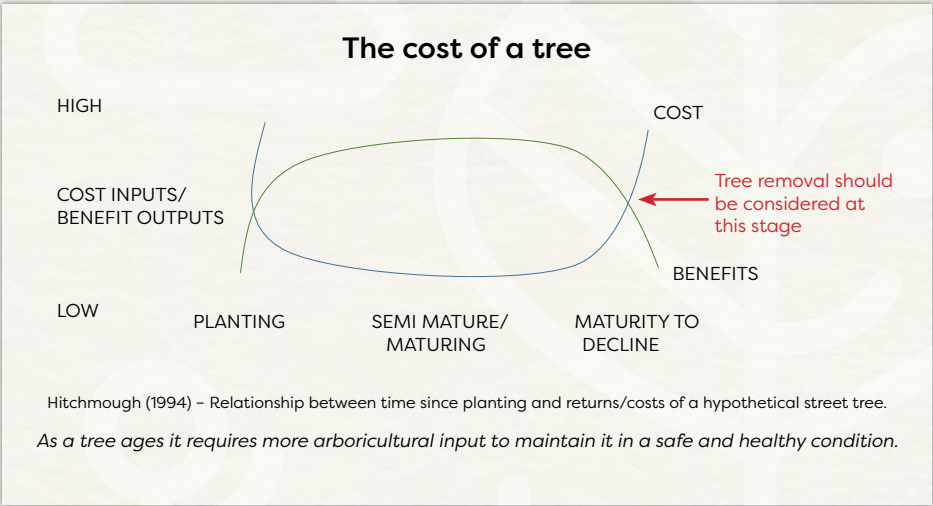 The cost of a tree
HIGH
COST
COST INPUTS/
BENEFIT OUTPUTS
Tree removal should
be considered at
this stage
BENEFITS
LOW
PLANTING
SEMI MATURE/
MATURING
MATURITY TO
DECLINE
Hitchmough (1994) – Relationship between time since planting and returns/costs of a hypothetical street tree.
As a tree ages it requires more arboricultural input to maintain it in a safe and healthy condition.